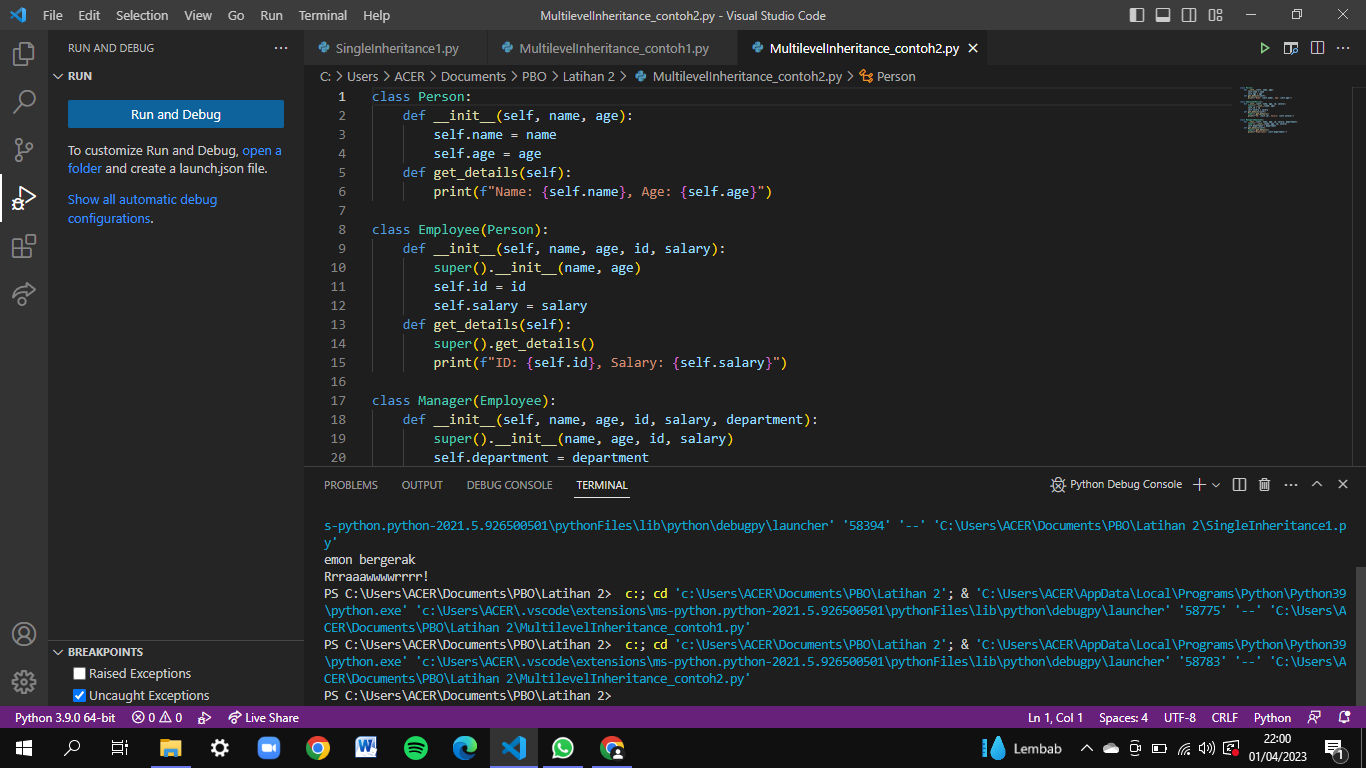 File Edit Selection View Go Run Terminal Help
MultilevelInheritance_contoh2.py - Visual Studio Code
RUN AND DEBUG
RUN
Run and Debug
To customize Run and Debug, open a
folder and create a launch.json file.
Show all automatic debug
configurations.
SingleInheritance1.py
MultilevelInheritance_contoh1.py
MultilevelInheritance_contoh2.py
C: > Users > ACER > Documents > PBO > Latihan 2 > MultilevelInheritance_contoh2.py > Person
1 class Person:
2 def __init__(self, name, age):
3 self.name = name
4 self.age = age
5 def get_details(self):
6 print(f"Name: {self.name}, Age: {self.age}")
7
8 class Employee(Person):
9 def __init__(self, name, age, id, salary):
10 super().__init__(name, age)
11 self.id = id
12 self.salary = salary
13 def get_details(self):
14 super().get_details()
15 print(f"ID: {self.id}, Salary: {self.salary}")
16
17 class Manager(Employee):
18 def __init__(self, name, age, id, salary, department):
19 super().__init__(name, age, id, salary)
20 self.department = department
PROBLEMS OUTPUT DEBUG CONSOLE TERMINAL
Python Debug Console
s-python.python-2021.5.926500501\pythonFiles\lib\python\debugpy\launcher' '58394' '--' 'C:\Users\ACER\Documents\PBO\Latihan 2\SingleInheritance1.p
y'
emon bergerak
Rrraaawwwwrrrr!
PS C:\Users\ACER\Documents\PBO\Latihan 2> c:; cd 'c:\Users\ACER\Documents\PBO\Latihan 2'; & 'C:\Users\ACER\AppData\Local\Programs\Python\Python39
\python.exe' 'c:\Users\ACER\.vscode\extensions\ms-python.python-2021.5.926500501\pythonFiles\lib\python\debugpy\launcher' '58775' '--' 'C:\Users\A
CER\Documents\PBO\Latihan 2\MultilevelInheritance_contoh1.py'
PS C:\Users\ACER\Documents\PBO\Latihan 2> c:; cd 'c:\Users\ACER\Documents\PBO\Latihan 2'; & 'C:\Users\ACER\AppData\Local\Programs\Python\Python39
\python.exe' 'c:\Users\ACER\.vscode\extensions\ms-python.python-2021.5.926500501\pythonFiles\lib\python\debugpy\launcher' '58783' '--' 'C:\Users\A
CER\Documents\PBO\Latihan 2\MultilevelInheritance_contoh2.py'
PS C:\Users\ACER\Documents\PBO\Latihan 2>
BREAKPOINTS
Raised Exceptions
Uncaught Exceptions
Python 3.9.0 64-bit 0 0 Live Share
Ln 1, Col 1 Spaces: 4 UTF-8 CRLF Python
Lembab
22:00
01/04/2023
1